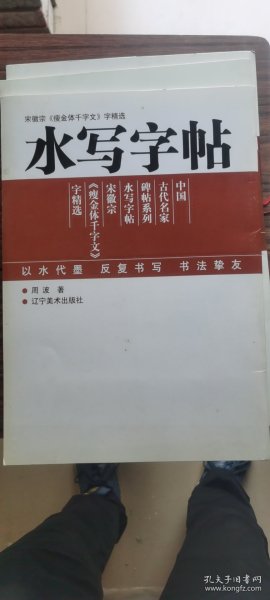 宋徽宗《瘦金体千字文》字精选
水写字帖
中国
古代名家
碑帖系列
水写字帖
宋徽宗
《瘦金体千字文》
字精选
以水代墨 反复书写 书法挚友
周波 著
辽宁美术出版社
孔夫子旧书网
www.kongfz.com